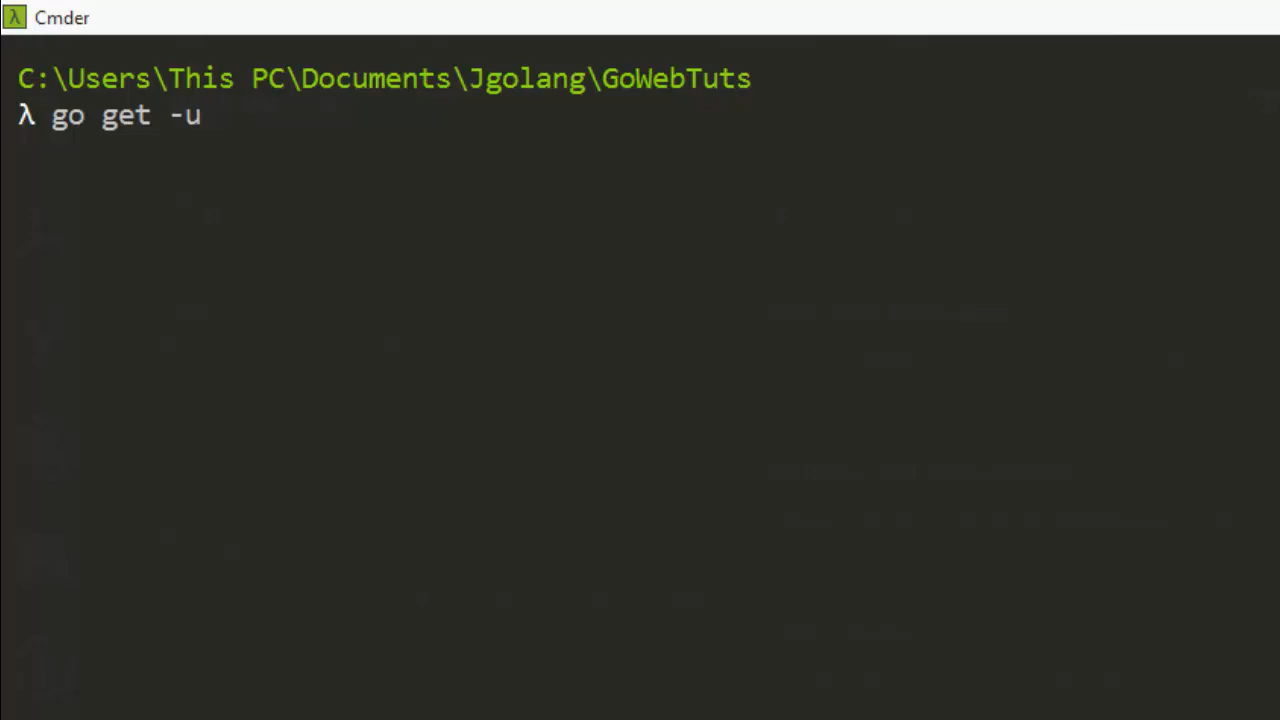 λ Cmder
C:\Users\This PC\Documents\Jgolang\GoWebTuts
λ go get -u